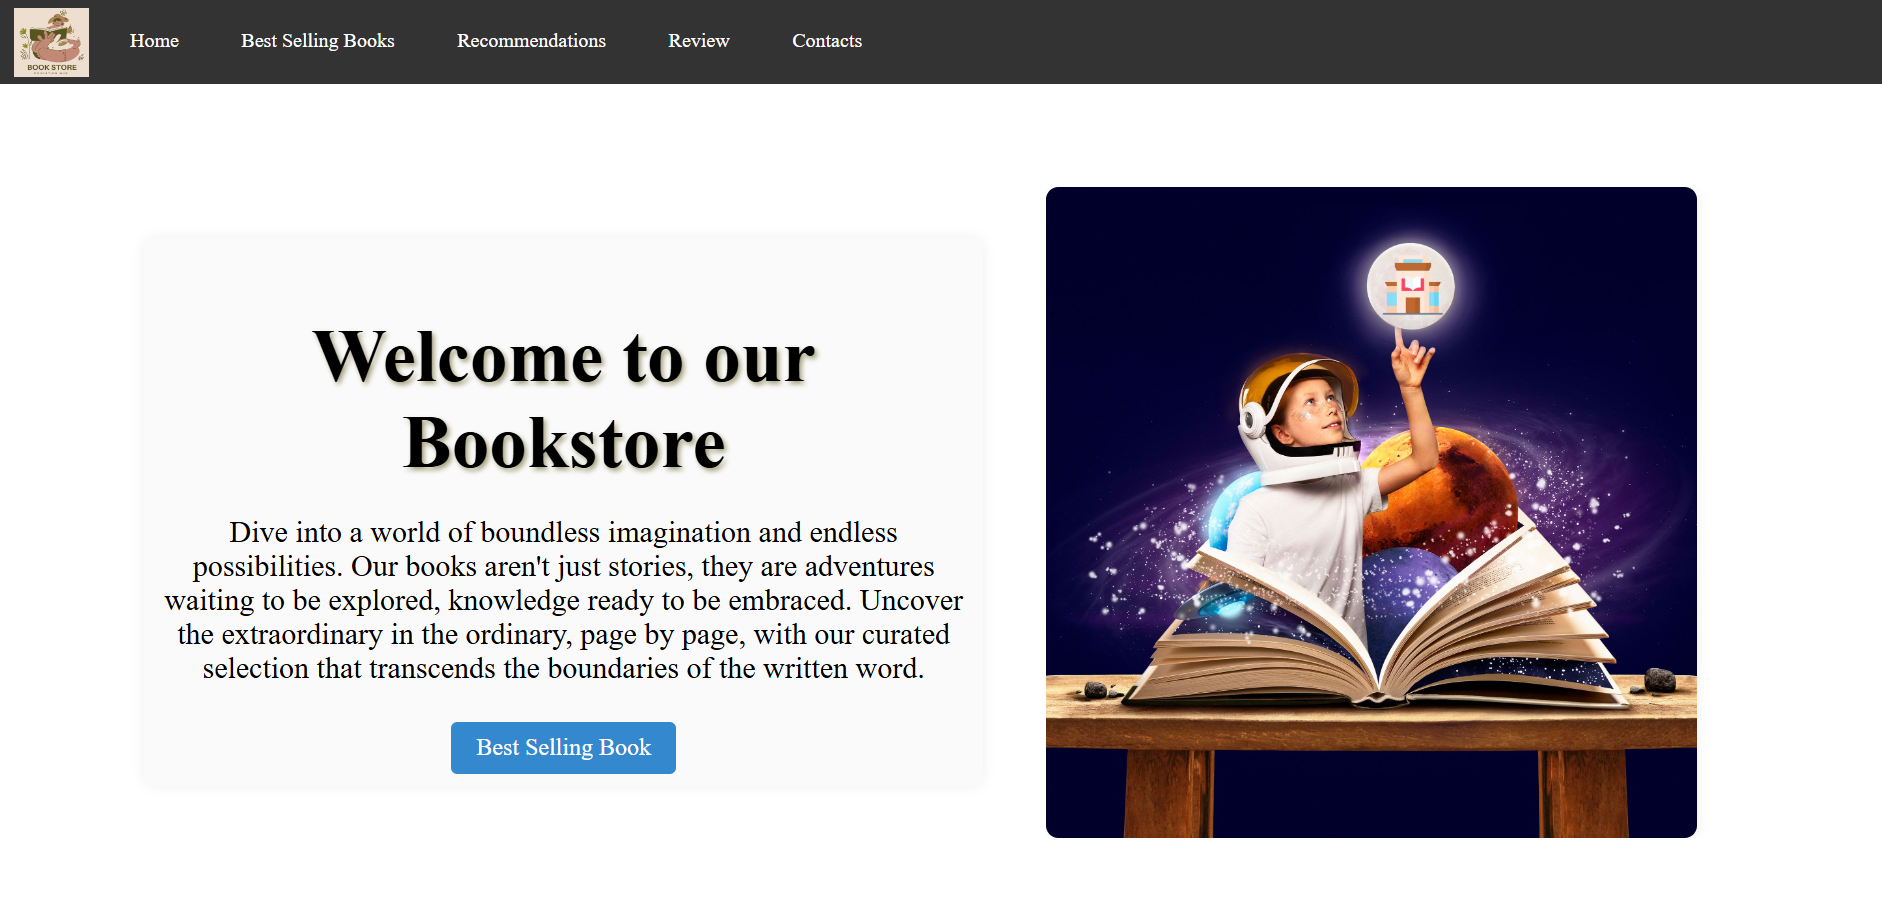 BOOK STORE
Home Best Selling Books Recommendations Review Contacts
Welcome to our
Bookstore
Dive into a world of boundless imagination and endless
possibilities. Our books aren't just stories, they are adventures
waiting to be explored, knowledge ready to be embraced. Uncover
the extraordinary in the ordinary, page by page, with our curated
selection that transcends the boundaries of the written word.
Best Selling Book